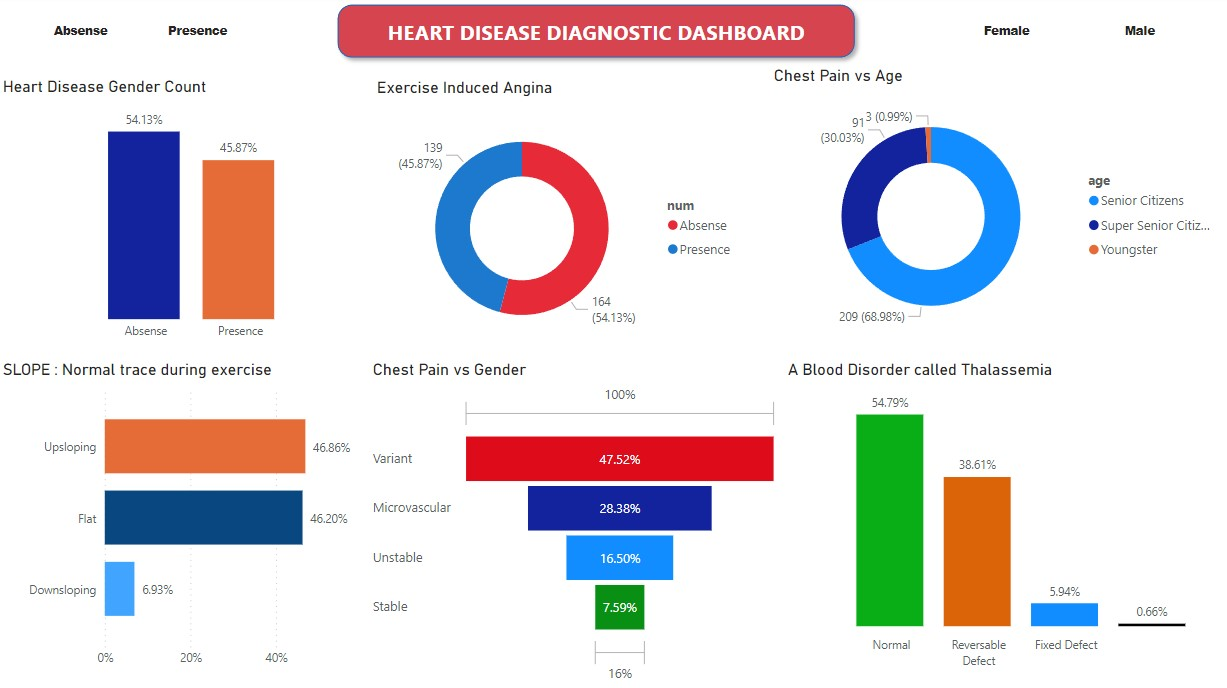 Absense
Presence
HEART DISEASE DIAGNOSTIC DASHBOARD
Female
Male
Heart Disease Gender Count
54.13%
45.87%
Absense
Presence
Exercise Induced Angina
139
(45.87%)
164
(54.13%)
num
Absense
Presence
Chest Pain vs Age
3 (0.99%)
91
(30.03%)
209 (68.98%)
age
Senior Citizens
Super Senior Citiz...
Youngster
SLOPE : Normal trace during exercise
Upsloping
46.86%
Flat
46.20%
Downsloping
6.93%
0%
20%
40%
Chest Pain vs Gender
100%
Variant
47.52%
Microvascular
28.38%
Unstable
16.50%
Stable
7.59%
16%
A Blood Disorder called Thalassemia
54.79%
38.61%
5.94%
0.66%
Normal
Reversable
Defect
Fixed Defect